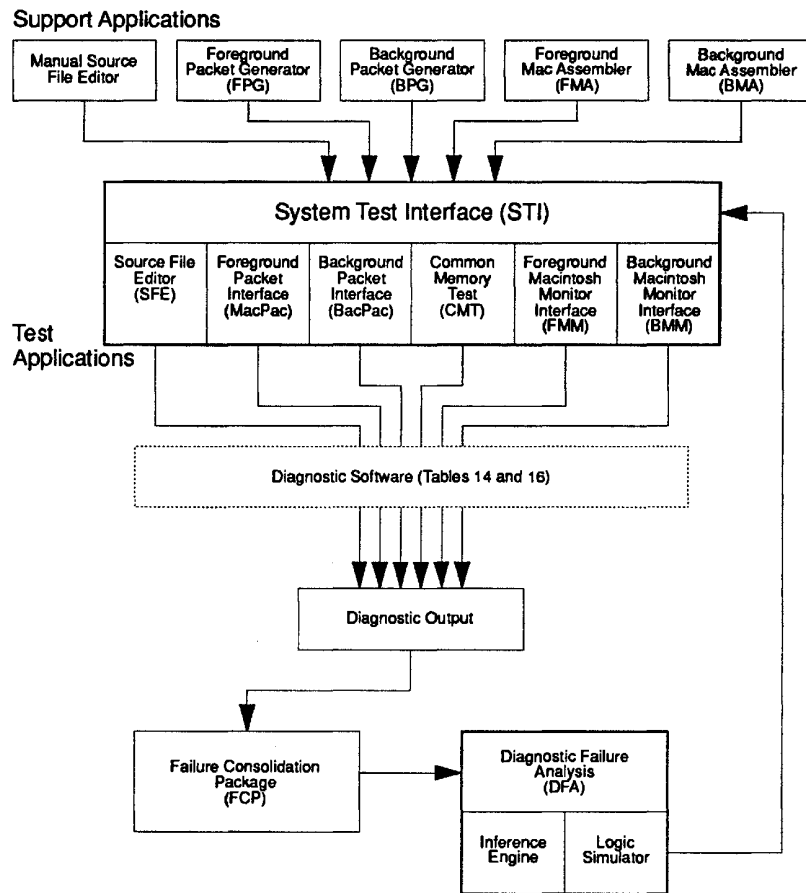 Support Applications
Manual Source
File Editor
Foreground
Packet Generator
(FPG)
Background
Packet Generator
(BPG)
Foreground
Mac Assembler
(FMA)
Background
Mac Assembler
(BMA)
System Test Interface (STI)
Source File
Editor
(SFE)
Foreground
Packet
Interface
(MacPac)
Background
Packet
Interface
(BacPac)
Common
Memory
Test
(CMT)
Foreground
Macintosh
Monitor
Interface
(FMM)
Background
Macintosh
Monitor
Interface
(BMM)
Test
Applications
Diagnostic Software (Tables 14 and 16)
Diagnostic Output
Failure Consolidation
Package
(FCP)
Diagnostic Failure
Analysis
(DFA)
Inference
Engine
Logic
Simulator